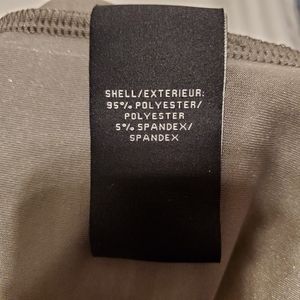 SHELL/EXTERIEUR:
95% POLYESTER/
POLYESTER
5% SPANDEX/
SPANDEX